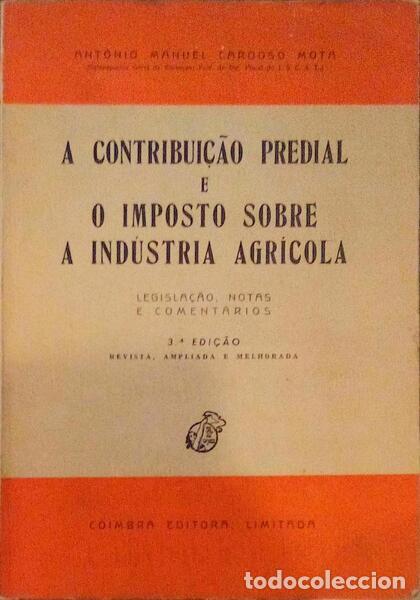 ANTÓNIO MANUEL CARDOSO MOTA
A CONTRIBUIÇÃO PREDIAL
E
O IMPOSTO SOBRE
A INDÚSTRIA AGRÍCOLA
LEGISLAÇÃO, NOTAS
E COMENTÁRIOS
3.ª EDIÇÃO
REVISTA, AMPLIADA E MELHORADA
COIMBRA EDITORA, LIMITADA
todocoleccion